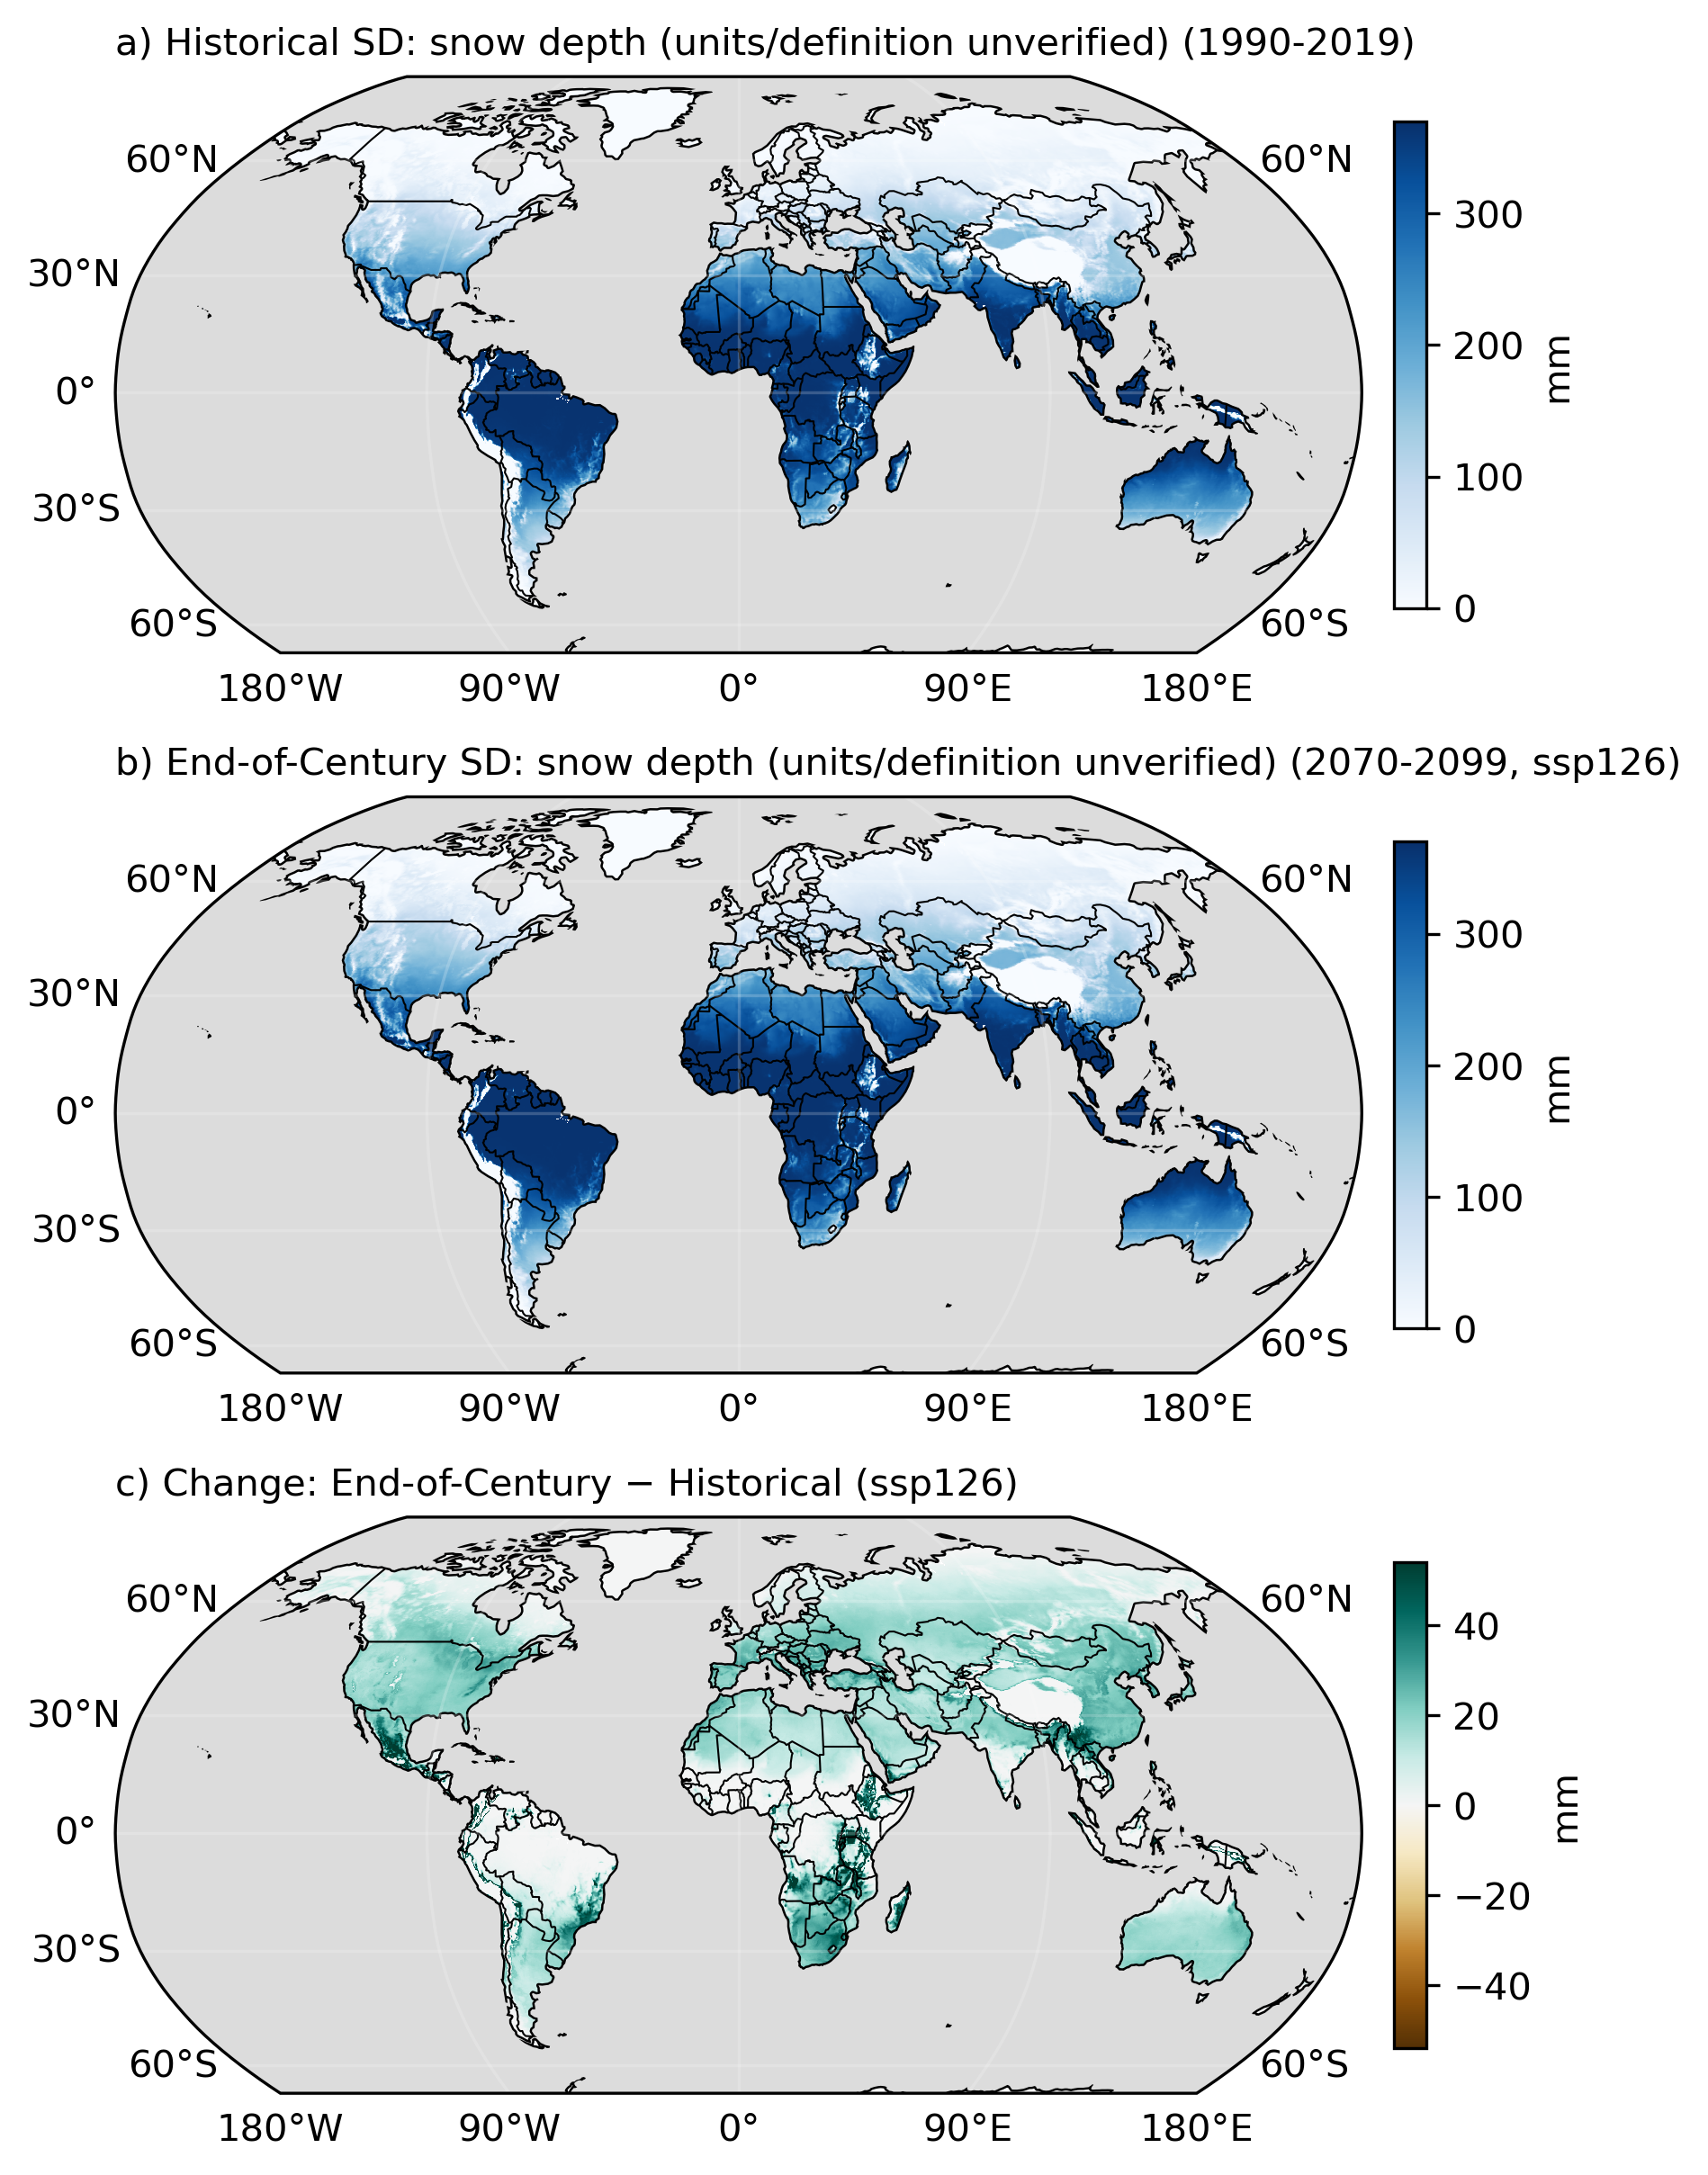 a) Historical SD: snow depth (units/definition unverified) (1990-2019)
60°N
60°N
30°N
0°
30°S
60°S
60°S
180°W
90°W
0°
90°E
180°E
300
200
100
0
mm
b) End-of-Century SD: snow depth (units/definition unverified) (2070-2099, ssp126)
60°N
60°N
30°N
0°
30°S
60°S
60°S
180°W
90°W
0°
90°E
180°E
300
200
100
0
mm
c) Change: End-of-Century − Historical (ssp126)
60°N
60°N
30°N
0°
30°S
60°S
60°S
180°W
90°W
0°
90°E
180°E
40
20
0
−20
−40
mm